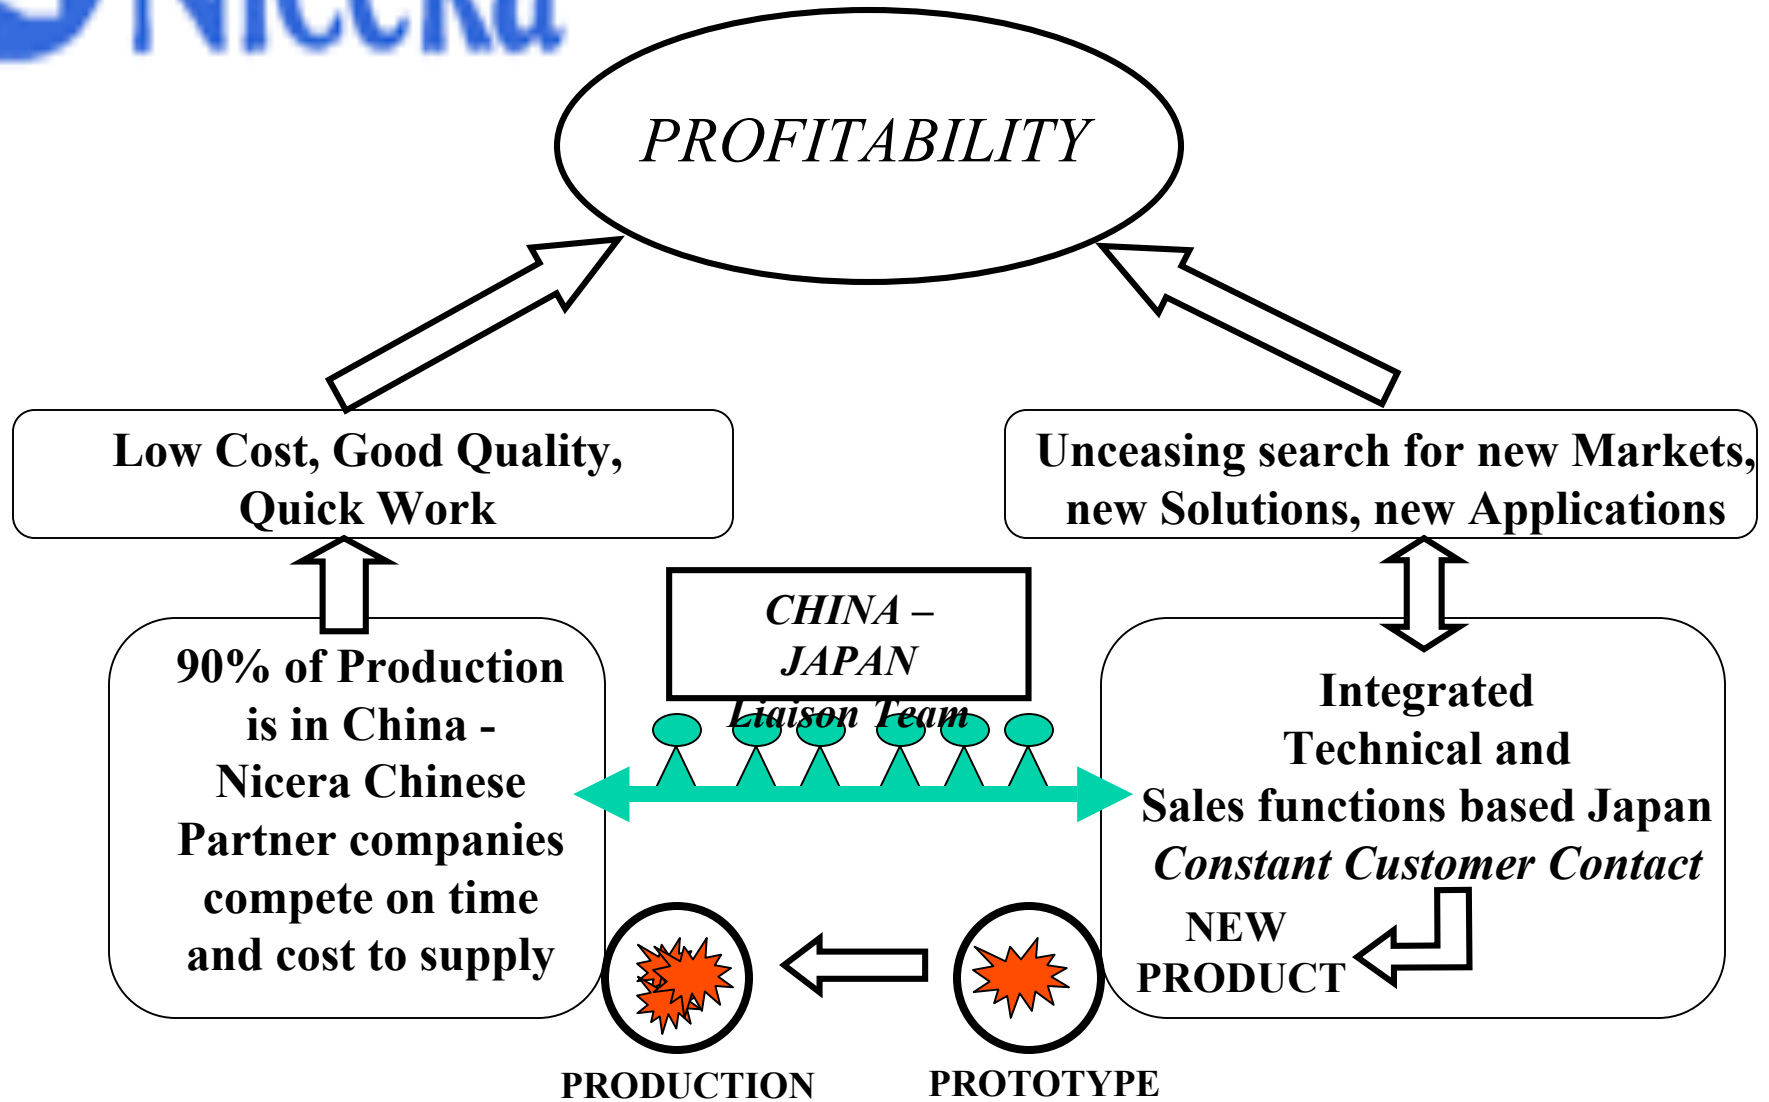 Nicera
PROFITABILITY
Low Cost, Good Quality,
Quick Work
Unceasing search for new Markets,
new Solutions, new Applications
CHINA –
JAPAN
Liaison Team
90% of Production
is in China -
Nicera Chinese
Partner companies
compete on time
and cost to supply
Integrated
Technical and
Sales functions based Japan
Constant Customer Contact
NEW
PRODUCT
PRODUCTION
PROTOTYPE